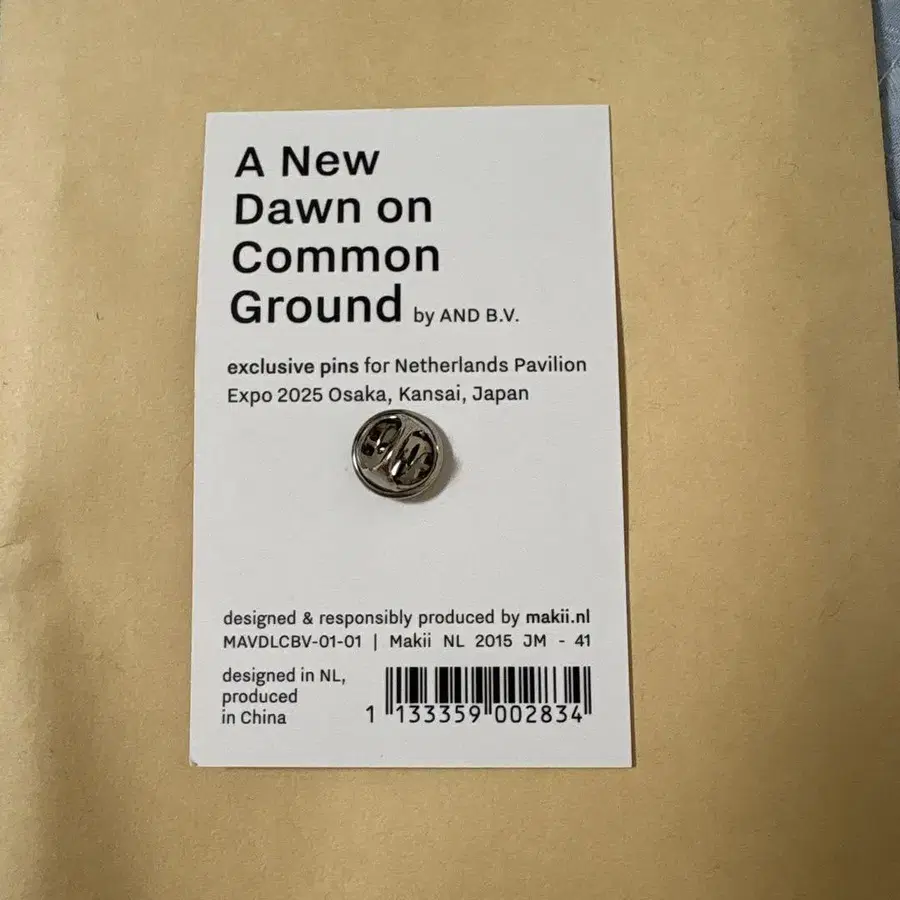 A New
Dawn on
Common
Ground by AND B.V.
exclusive pins for Netherlands Pavilion
Expo 2025 Osaka, Kansai, Japan
designed & responsibly produced by makii.nl
MAVDLCBV-01-01 | Makii NL 2015 JM - 41
designed in NL,
produced
in China
1 133359 002834